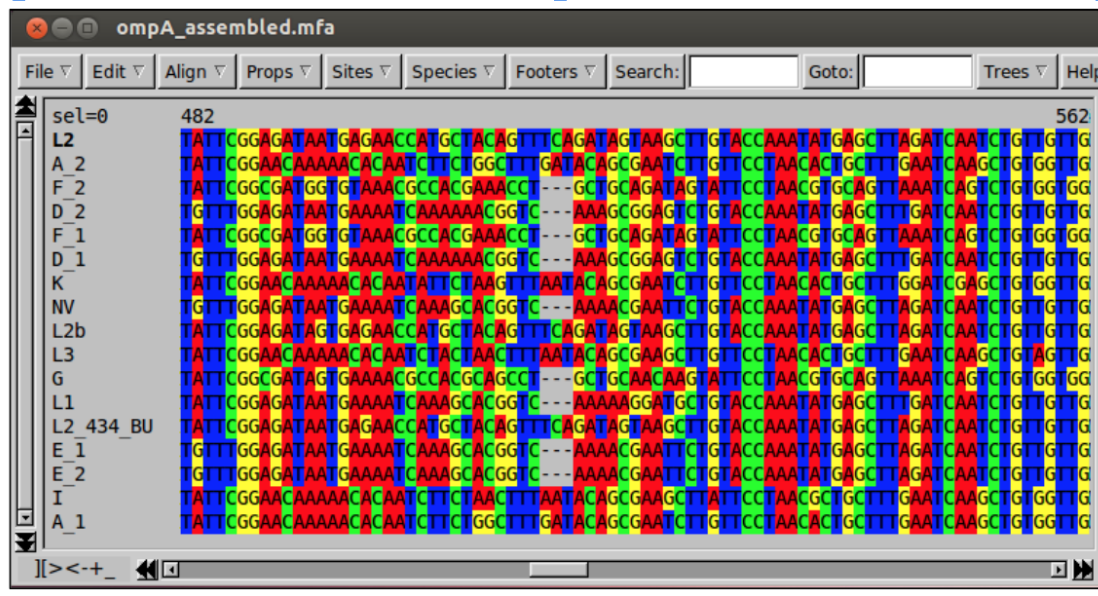 ompA_assembled.mfa
File Edit Align Props Sites Species Footers Search: Goto: Trees Help
sel=0 482 562
L2 TATTCGGAGATAATGAGAACCATGCTACAGTTTCAGATAGTAAGCTTGTACCAAATATGAGCTTAGATCAATCTGTTGTTG
A_2 TATTCGGAACAAAAACACAATCTTCTGGCTTTGATACAGCGAATCTTGTTCCTAACACTGCTTTGAATCAAGCTGTGGTTG
F_2 TATTCGGCGATGGTGTAAACGCCACGAAACCT---GCTGCAGATAGTATTCCTAACGTGCAGTTAAATCAGTCTGTGGTGG
D_2 TGTTTGGAGATAATGAAAATCAAAAAACGGTC---AAAGCGGAGTCTGTACCAAATATGAGCTTTGATCAATCTGTTGTTG
F_1 TATTCGGCGATGGTGTAAACGCCACGAAACCT---GCTGCAGATAGTATTCCTAACGTGCAGTTAAATCAGTCTGTGGTGG
D_1 TGTTTGGAGATAATGAAAATCAAAAAACGGTC---AAAGCGGAGTCTGTACCAAATATGAGCTTTGATCAATCTGTTGTTG
K TATTCGGAACAAAAACACAATATTCTAAGTTTAATACAGCGAATCTTGTTCCTAACACTGCTTTGGATCGAGCTGTGGTTG
NV TGTTTGGAGATAATGAAAATCAAAGCACGGTC---AAAACGAATTCTGTACCAAATATGAGCTTAGATCAATCTGTTGTTG
L2b TATTCGGAGATAGTGAGAACCATGCTACAGTTTCAGATAGTAAGCTTGTACCAAATATGAGCTTAGATCAATCTGTTGTTG
L3 TATTCGGAACAAAAACACAATCTACTAACTTTAATACAGCGAAGCTTGTTCCTAACACTGCTTTGAATCAAGCTGTAGTTG
G TATTCGGCGATAGTGAAAACGCCACGCAGCCT---GCTGCAACAAGTATTCCTAACGTGCAGTTAAATCAGTCTGTGGTGG
L1 TATTCGGAGATAATGAAAATCAAAGCACGGTC---AAAAAGGATGCTGTACCAAATATGAGCTTTGATCAATCTGTTGTTG
L2_434_BU TATTCGGAGATAATGAGAACCATGCTACAGTTTCAGATAGTAAGCTTGTACCAAATATGAGCTTAGATCAATCTGTTGTTG
E_1 TGTTTGGAGATAATGAAAATCAAAGCACGGTC---AAAACGAATTCTGTACCAAATATGAGCTTAGATCAATCTGTTGTTG
E_2 TGTTTGGAGATAATGAAAATCAAAGCACGGTC---AAAACGAATTCTGTACCAAATATGAGCTTAGATCAATCTGTTGTTG
I TATTCGGAACAAAAACACAATCTTCTAACTTTAATACAGCGAAGCTTATTCCTAACGCTGCTTTGAATCAAGCTGTGGTTG
A_1 TATTCGGAACAAAAACACAATCTTCTGGCTTTGATACAGCGAATCTTGTTCCTAACACTGCTTTGAATCAAGCTGTGGTTG
][><-+_